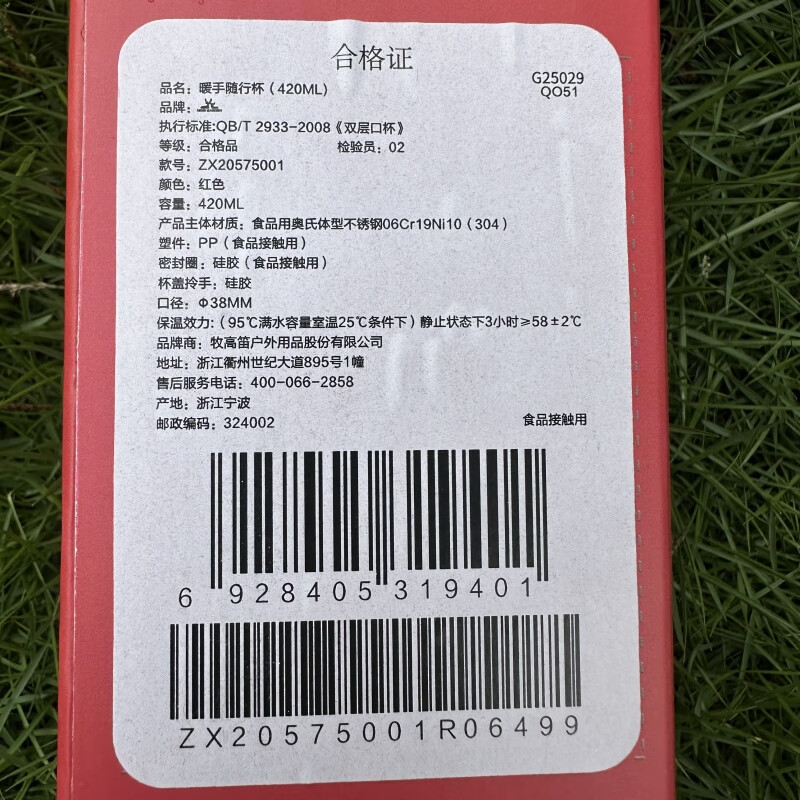 合格证
G25029
QO51
品名：暖手随行杯（420ML）
品牌：
执行标准:QB/T 2933-2008《双层口杯》
等级：合格品 检验员：02
款号：ZX20575001
颜色：红色
容量：420ML
产品主体材质：食品用奥氏体型不锈钢06Cr19Ni10（304）
塑件：PP（食品接触用）
密封圈：硅胶（食品接触用）
杯盖拎手：硅胶
口径：Φ38MM
保温效力：（95℃满水容量室温25℃条件下）静止状态下3小时≥58±2℃
品牌商：牧高笛户外用品股份有限公司
地址：浙江衢州世纪大道895号1幢
售后服务电话：400-066-2858
产地：浙江宁波
邮政编码：324002 食品接触用
6 928405 319401
ZX20575001R06499